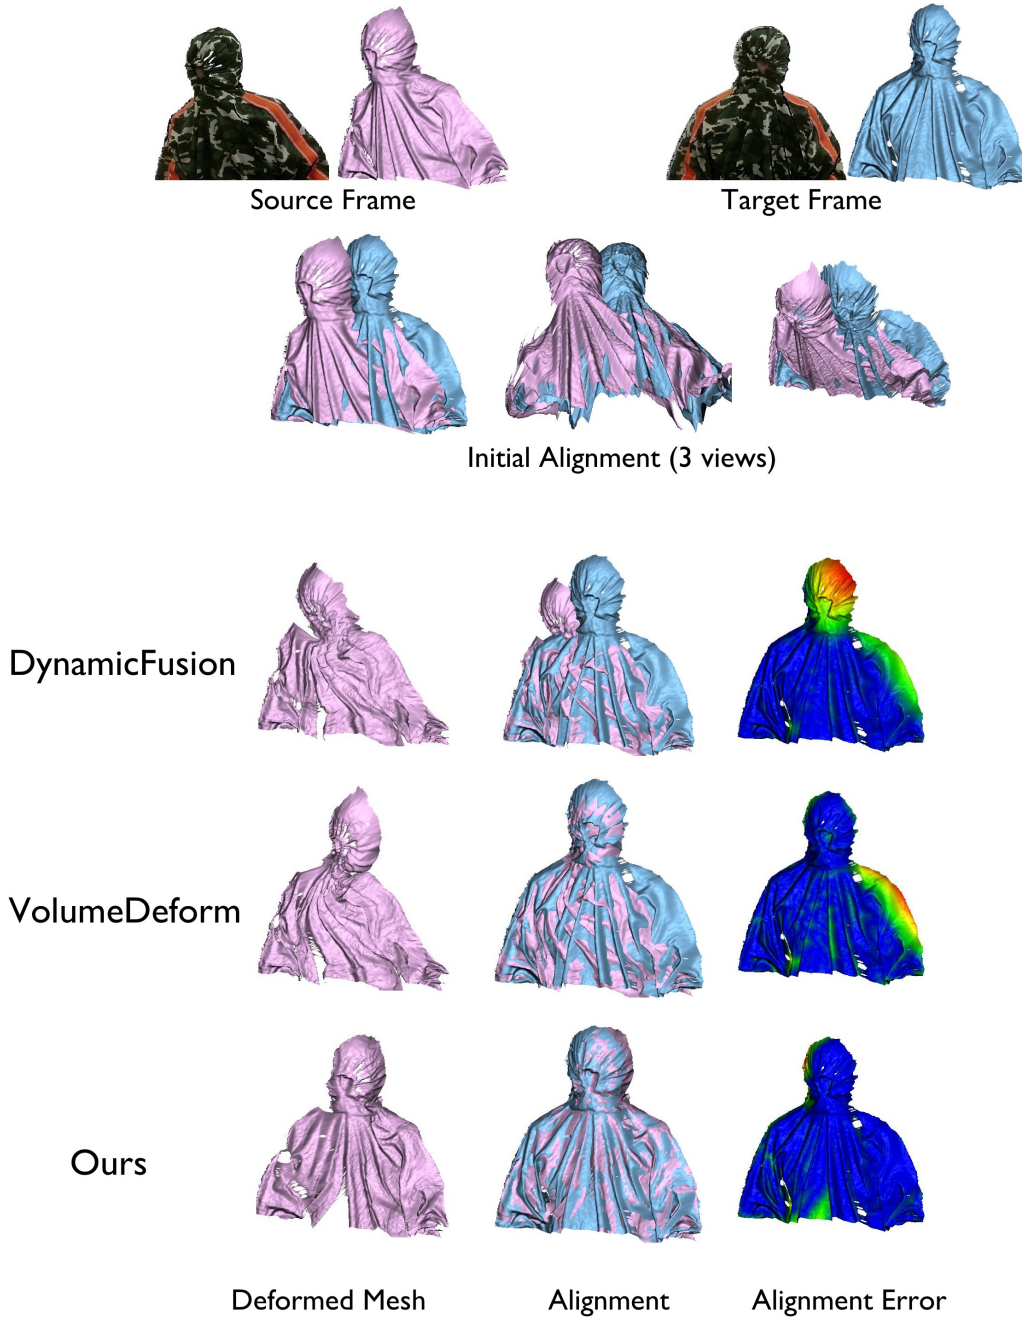 Source Frame
Target Frame
Initial Alignment (3 views)
DynamicFusion
VolumeDeform
Ours
Deformed Mesh
Alignment
Alignment Error